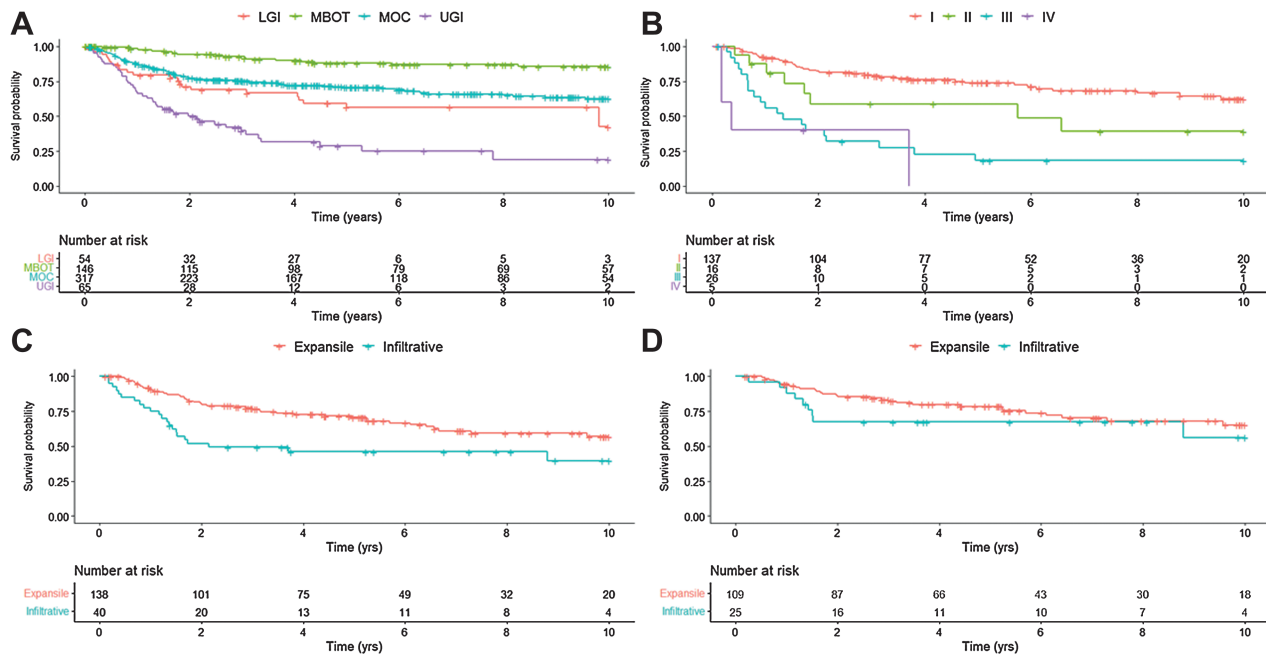 A
LGI MBOT MOC UGI
Survival probability
1.00
0.75
0.50
0.25
0.00
0 2 4 6 8 10
Time (years)
Number at risk
LGI 54 32 27 6 5 3
MBOT 146 115 98 79 69 57
MOC 317 223 167 118 86 54
UGI 65 28 12 6 3 2
0 2 4 6 8 10
Time (years)
B
I II III IV
Survival probability
1.00
0.75
0.50
0.25
0.00
0 2 4 6 8 10
Time (years)
Number at risk
I 137 104 77 52 36 20
II 16 8 7 5 3 2
III 26 10 5 2 1 1
IV 5 1 0 0 0 0
0 2 4 6 8 10
Time (years)
C
Expansile Infiltrative
Survival probability
1.00
0.75
0.50
0.25
0.00
0 2 4 6 8 10
Time (yrs)
Number at risk
Expansile 138 101 75 49 32 20
Infiltrative 40 20 13 11 8 4
0 2 4 6 8 10
Time (yrs)
D
Expansile Infiltrative
Survival probability
1.00
0.75
0.50
0.25
0.00
0 2 4 6 8 10
Time (yrs)
Number at risk
Expansile 109 87 66 43 30 18
Infiltrative 25 16 11 10 7 4
0 2 4 6 8 10
Time (yrs)